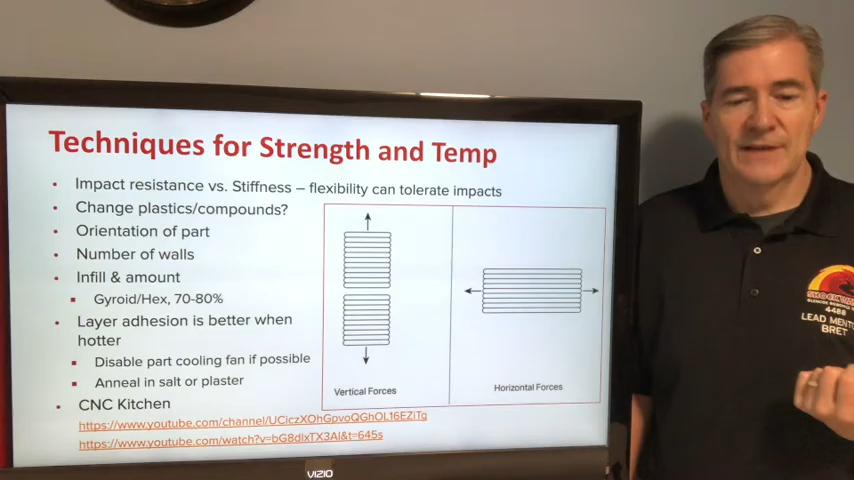 Techniques for Strength and Temp
• Impact resistance vs. Stiffness – flexibility can tolerate impacts
• Change plastics/compounds?
• Orientation of part
• Number of walls
• Infill & amount
▪ Gyroid/Hex, 70-80%
• Layer adhesion is better when
hotter
▪ Disable part cooling fan if possible
▪ Anneal in salt or plaster
• CNC Kitchen
https://www.youtube.com/channel/UCiczXOhGpvoQGhOL16EZiTg
https://www.youtube.com/watch?v=bG8dlxTX3AI&t=645s
Vertical Forces
Horizontal Forces
VIZIO
4488
LEAD
BRET